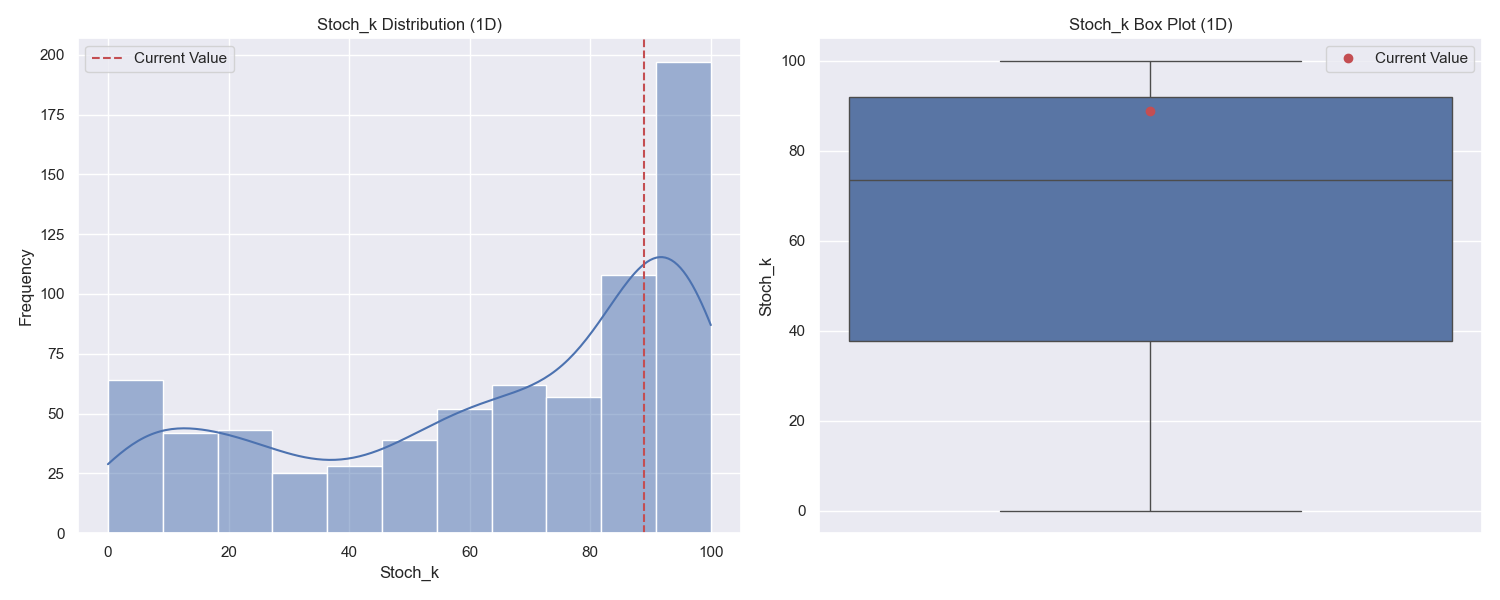 Stoch_k Distribution (1D)
Current Value
200
175
150
125
100
75
50
25
0
Frequency
0 20 40 60 80 100
Stoch_k
Stoch_k Box Plot (1D)
Current Value
100
80
60
40
20
0
Stoch_k